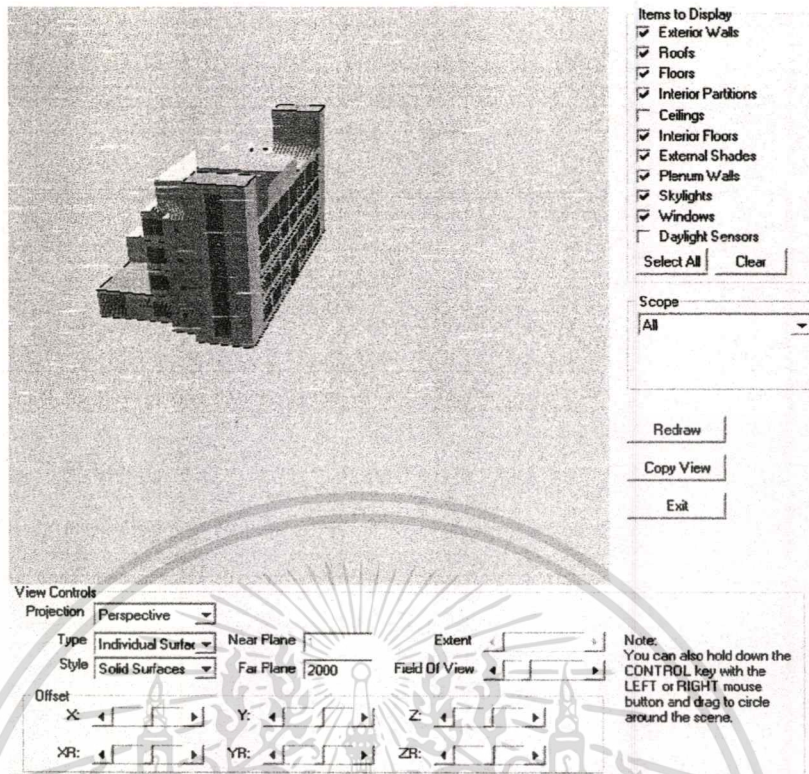 Items to Display
Exterior Walls
Roofs
Floors
Interior Partitions
Ceilings
Interior Floors
External Shades
Plenum Walls
Skylights
Windows
Daylight Sensors
Select All Clear
Scope
All
Redraw
Copy View
Exit
View Controls
Projection Perspective
Type Individual Surfac Near Plane Extent
Style Solid Surfaces Far Plane 2000 Field Of View
Offset
X: Y: Z:
XR: YR: ZR:
Note:
You can also hold down the
CONTROL key with the
LEFT or RIGHT mouse
button and drag to circle
around the scene.